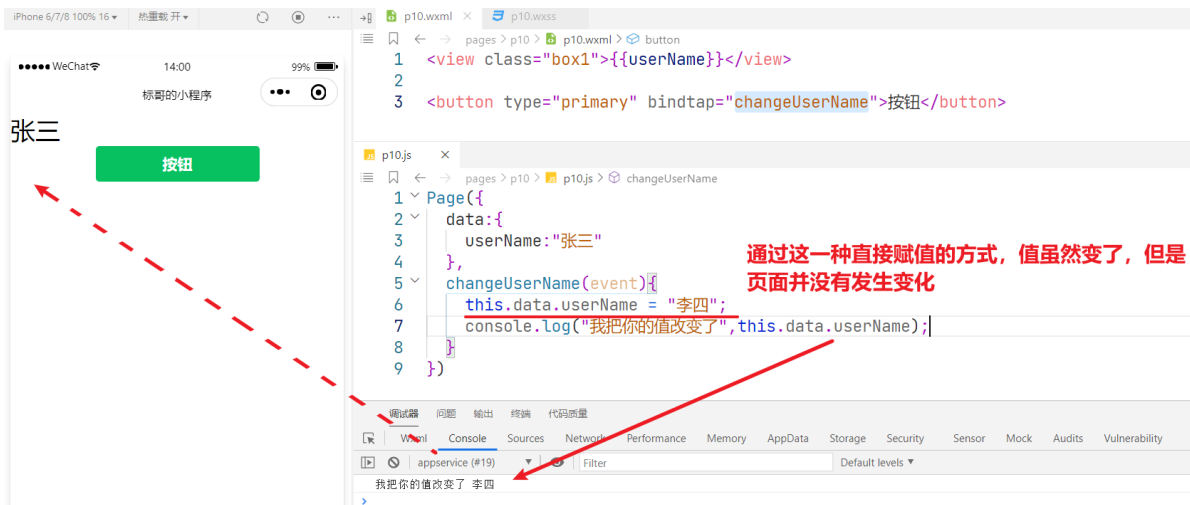 iPhone 6/7/8 100% 16
热重载 开
p10.wxml
p10.wxss
pages > p10 > p10.wxml > button
1 <view class="box1">{{userName}}</view>
2
3 <button type="primary" bindtap="changeUserName">按钮</button>
WeChat
14:00
99%
标哥的小程序
张三
按钮
p10.js
pages > p10 > p10.js > changeUserName
1 Page({
2 data:{
3 userName:"张三"
4 },
5 changeUserName(event){
6 this.data.userName = "李四";
7 console.log("我把你的值改变了",this.data.userName);
8 }
9 })
通过这一种直接赋值的方式，值虽然变了，但是
页面并没有发生变化
调试器 问题 输出 终端 代码质量
Wxml Console Sources Network Performance Memory AppData Storage Security Sensor Mock Audits Vulnerability
appservice (#19) Filter Default levels
我把你的值改变了 李四